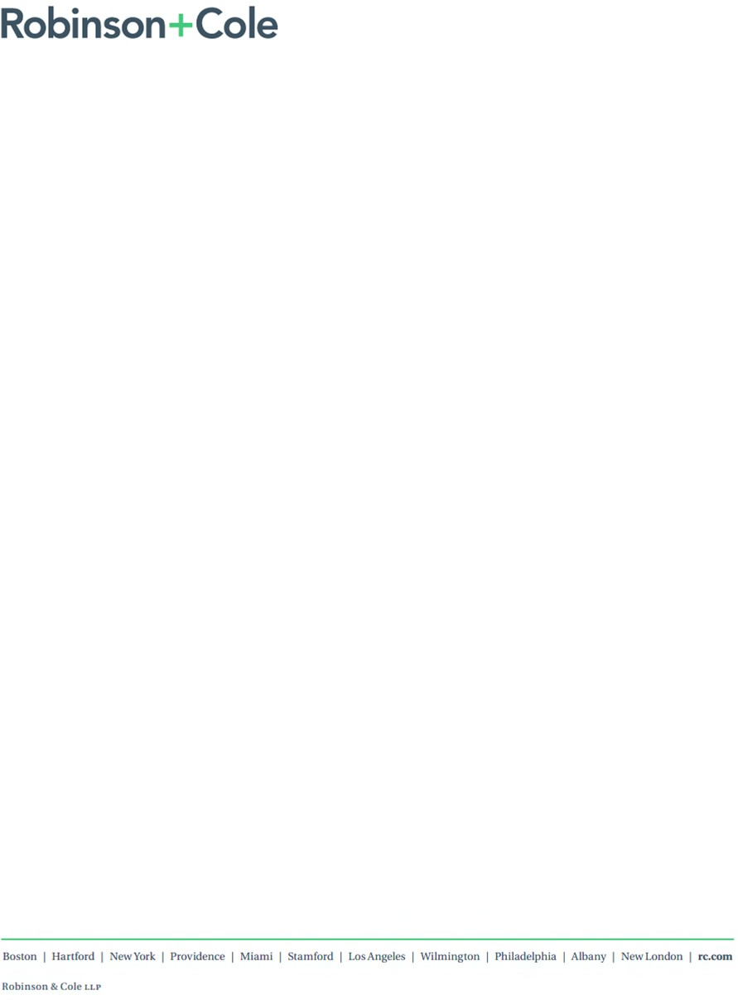 Robinson+Cole
Boston | Hartford | New York | Providence | Miami | Stamford | Los Angeles | Wilmington | Philadelphia | Albany | New London | rc.com
Robinson & Cole LLP